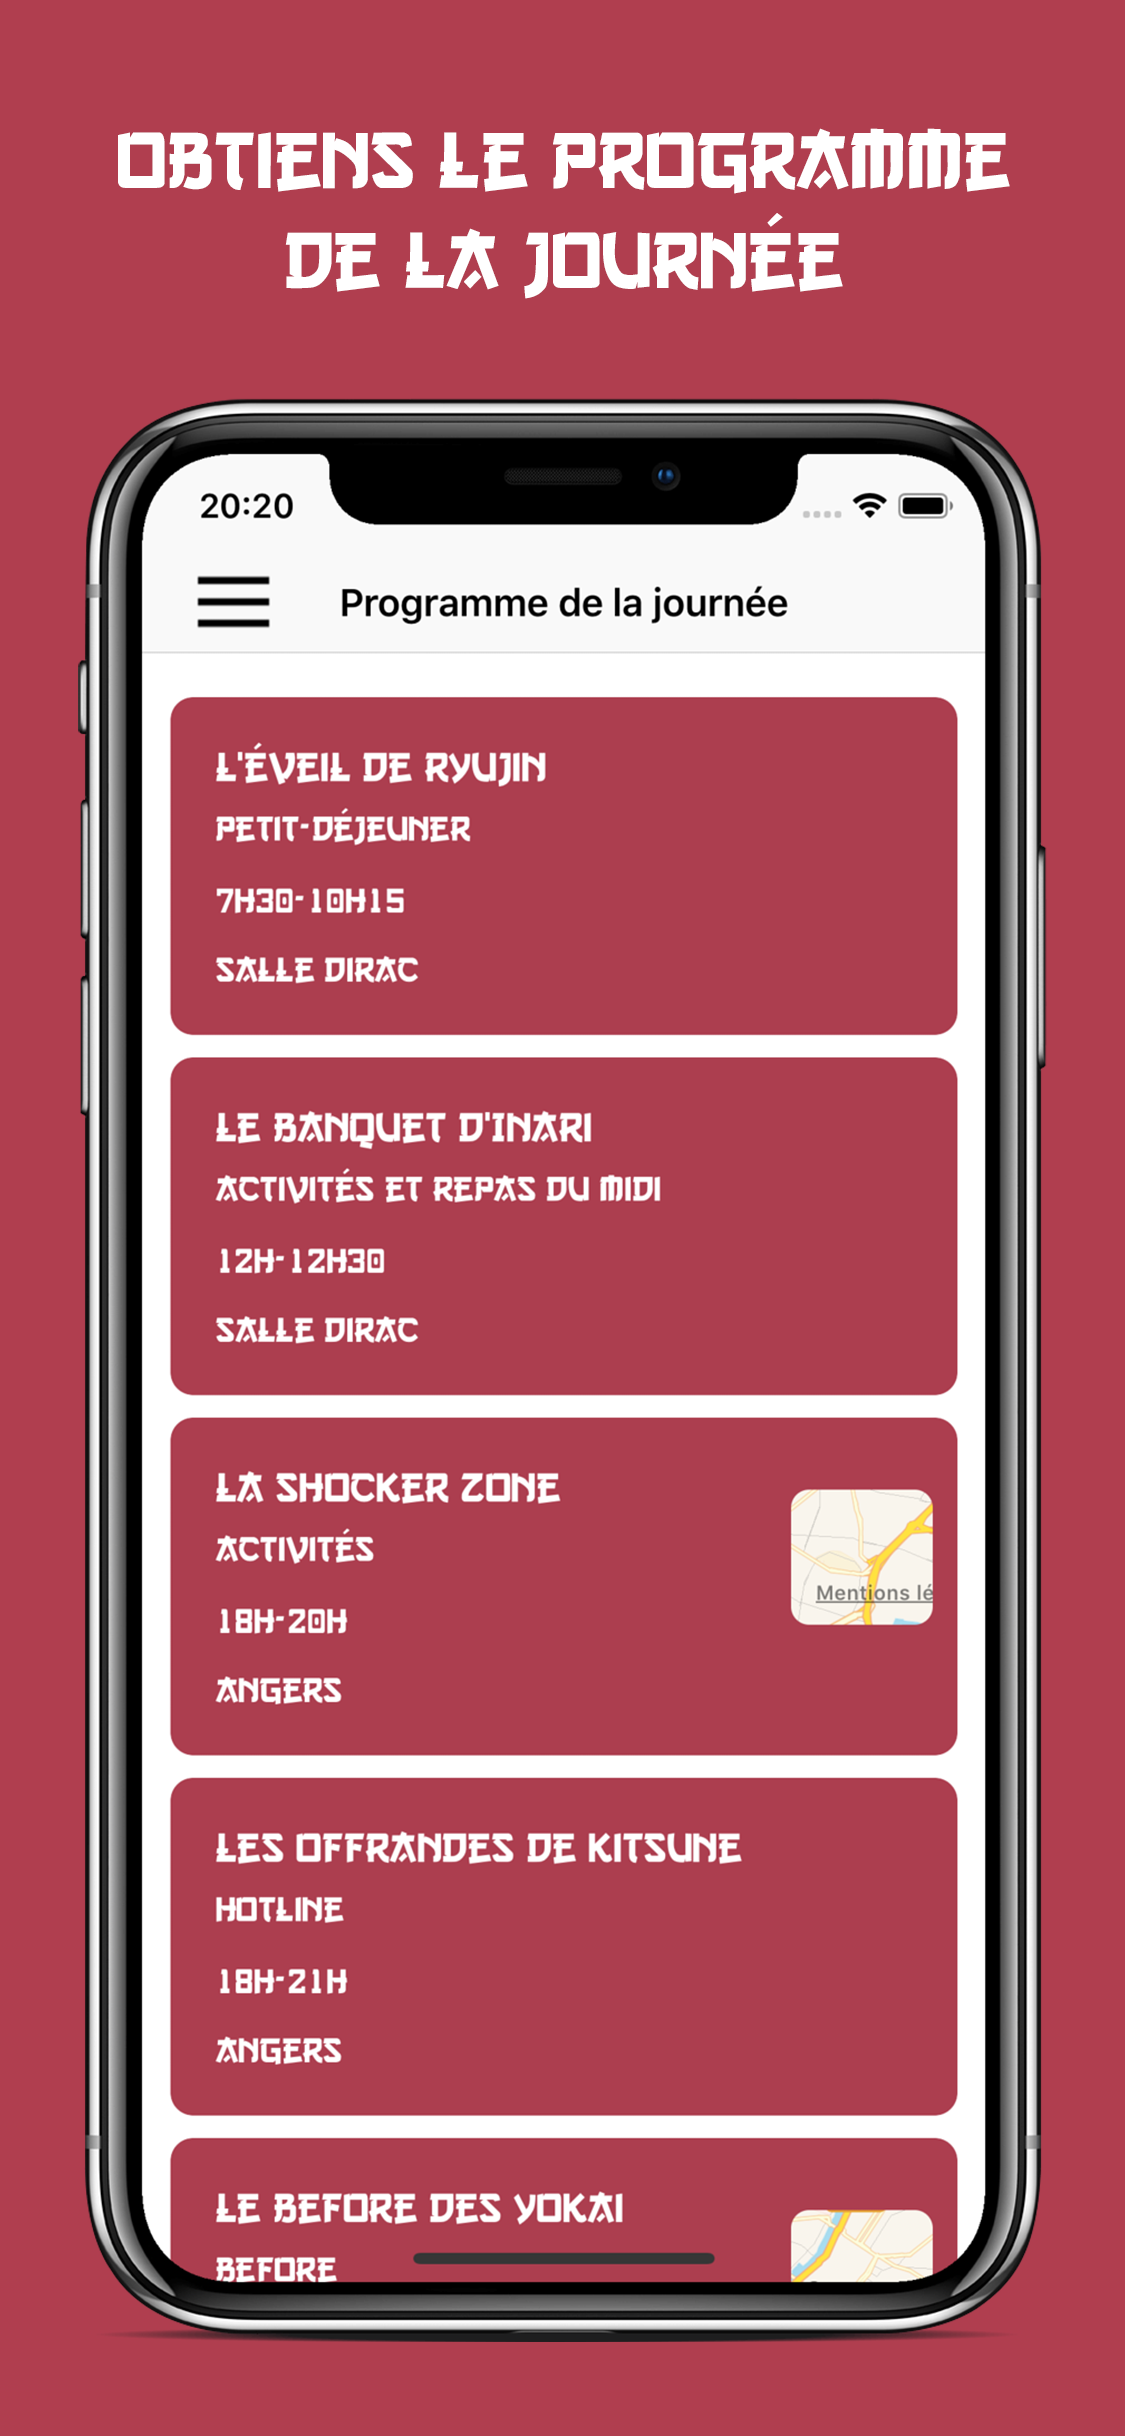 OBTIENS LE PROGRAMME
DE LA JOURNÉE
20:20
Programme de la journée
L'ÉVEIL DE RYUJIN
PETIT-DÉJEUNER
7H30-10H15
SALLE DIRAC
LE BANQUET D'INARI
ACTIVITÉS ET REPAS DU MIDI
12H-12H30
SALLE DIRAC
LA SHOCKER ZONE
ACTIVITÉS
18H-20H
ANGERS
Mentions lé
LES OFFRANDES DE KITSUNE
HOTLINE
18H-21H
ANGERS
LE BEFORE DES YOKAI
BEFORE